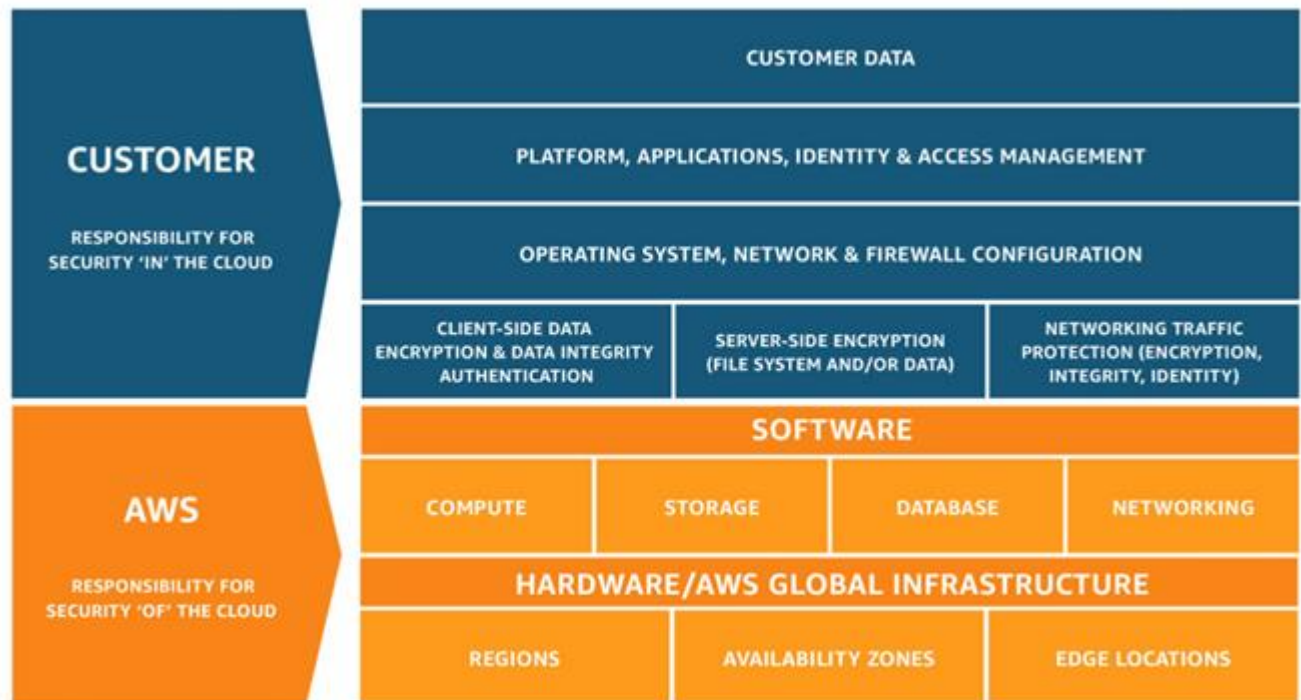 CUSTOMER
RESPONSIBILITY FOR
SECURITY ‘IN’ THE CLOUD
CUSTOMER DATA
PLATFORM, APPLICATIONS, IDENTITY & ACCESS MANAGEMENT
OPERATING SYSTEM, NETWORK & FIREWALL CONFIGURATION
CLIENT-SIDE DATA
ENCRYPTION & DATA INTEGRITY
AUTHENTICATION
SERVER-SIDE ENCRYPTION
(FILE SYSTEM AND/OR DATA)
NETWORKING TRAFFIC
PROTECTION (ENCRYPTION,
INTEGRITY, IDENTITY)
AWS
RESPONSIBILITY FOR
SECURITY ‘OF’ THE CLOUD
SOFTWARE
COMPUTE
STORAGE
DATABASE
NETWORKING
HARDWARE/AWS GLOBAL INFRASTRUCTURE
REGIONS
AVAILABILITY ZONES
EDGE LOCATIONS